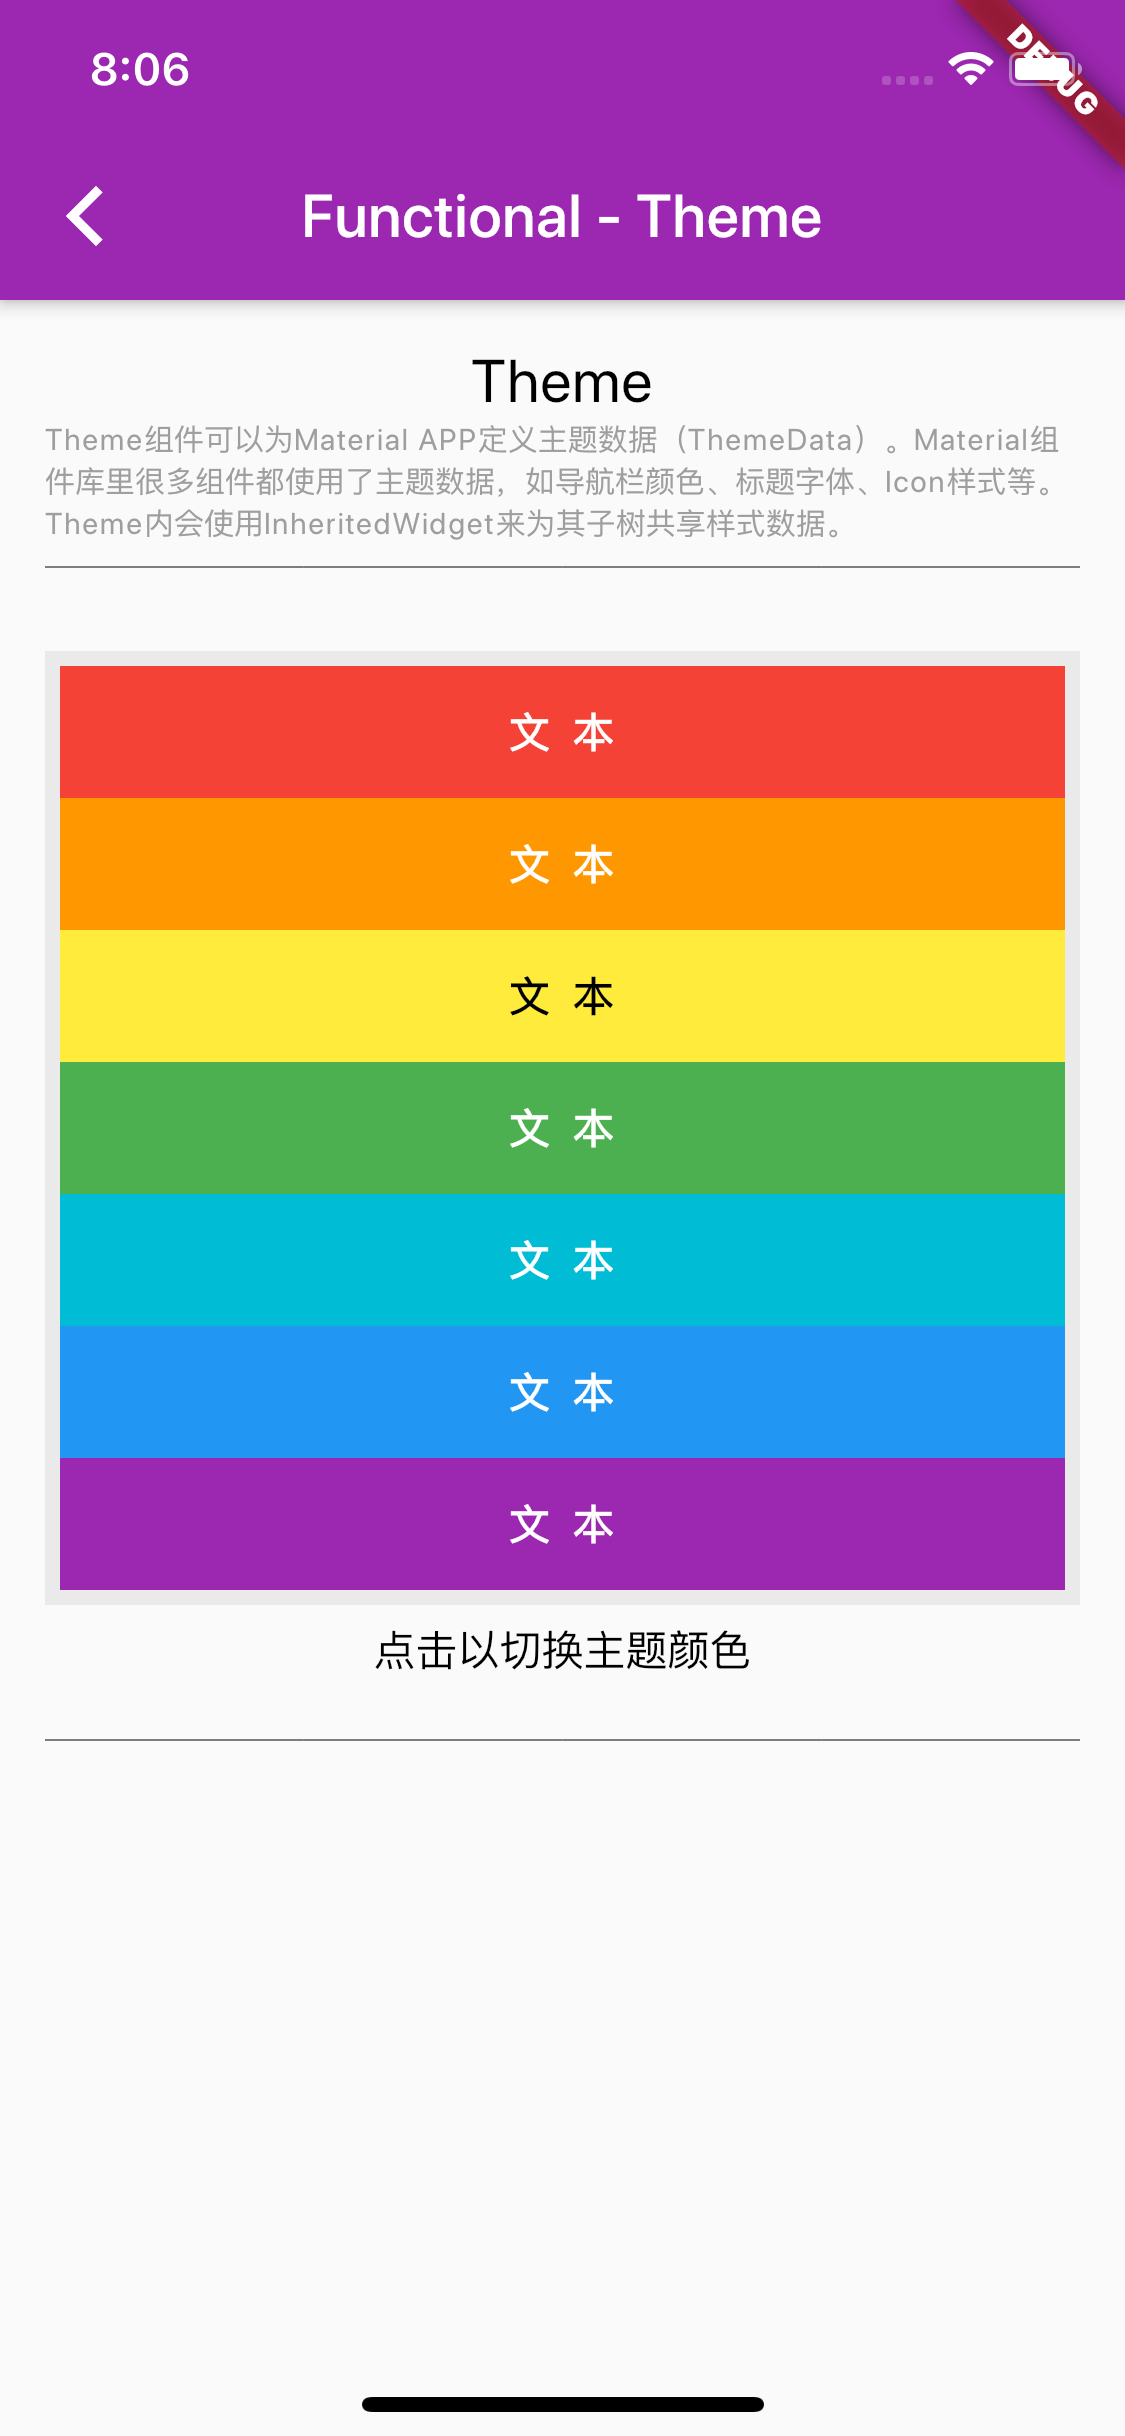 8:06
DEBUG
Functional - Theme
Theme
Theme组件可以为Material APP定义主题数据（ThemeData）。Material组
件库里很多组件都使用了主题数据，如导航栏颜色、标题字体、Icon样式等。
Theme内会使用InheritedWidget来为其子树共享样式数据。
文 本
文 本
文 本
文 本
文 本
文 本
文 本
点击以切换主题颜色